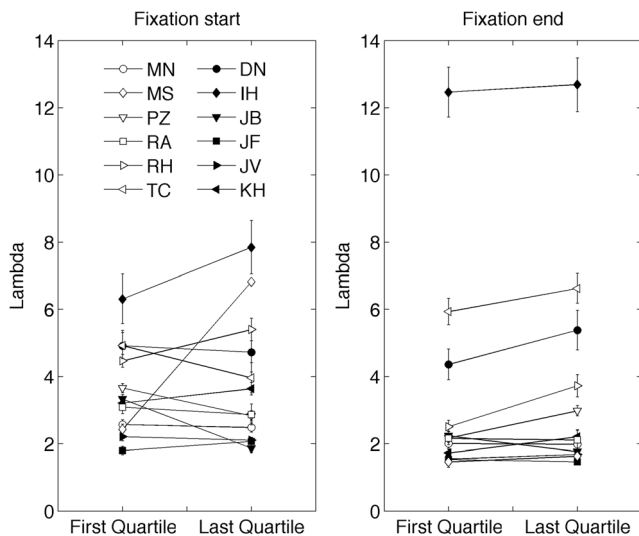 Fixation start
Fixation end
Lambda
14
12
10
8
6
4
2
0
MN DN
MS IH
PZ JB
RA JF
RH JV
TC KH
First Quartile Last Quartile
Lambda
14
12
10
8
6
4
2
0
First Quartile Last Quartile